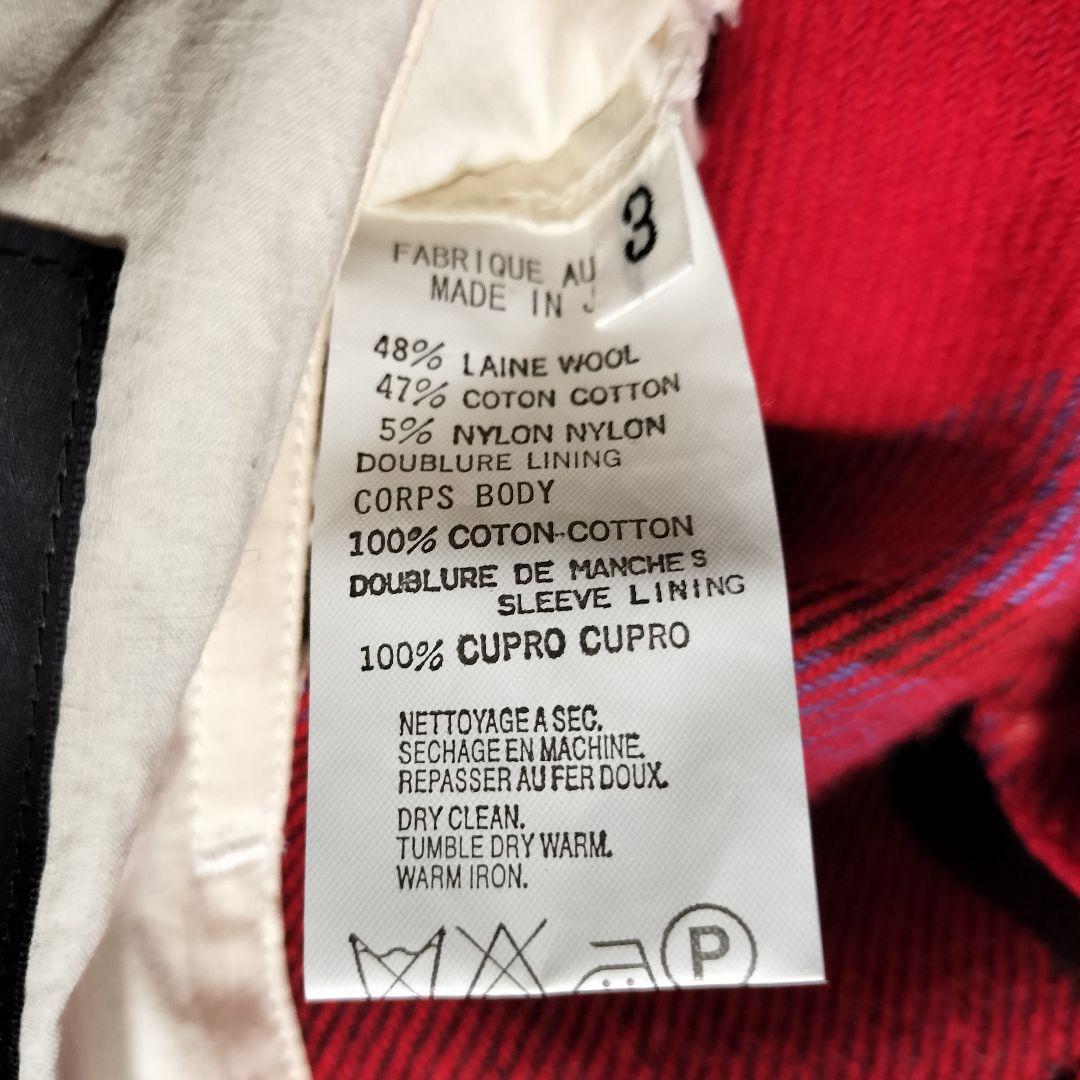 3
FABRIQUE AU
MADE IN J
48% LAINE WOOL
47% COTON COTTON
5% NYLON NYLON
DOUBLURE LINING
CORPS BODY
100% COTON-COTTON
DOUBLURE DE MANCHES
SLEEVE LINING
100% CUPRO CUPRO
NETTOYAGE A SEC.
SECHAGE EN MACHINE.
REPASSER AU FER DOUX.
DRY CLEAN.
TUMBLE DRY WARM.
WARM IRON.
P